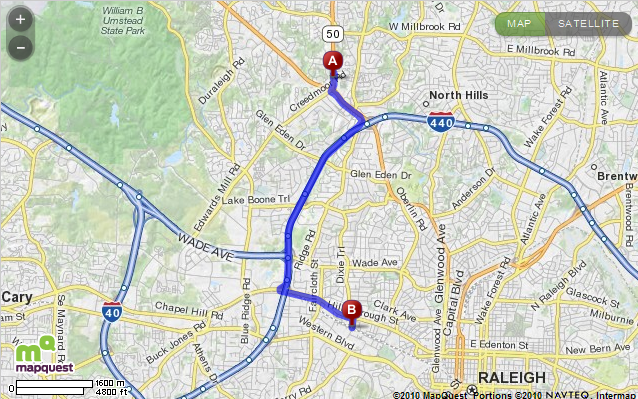 William B
Umstead
State Park
50
W Millbrook Rd
MAP
SATELLITE
E Millbrook Rd
A
Duraleigh Rd
Creedmoor Rd
North Hills
Atlantic Ave
Wake Forest Rd
440
Glen Eden Dr
Glen Eden Dr
Edwards Mill Rd
Lake Boone Trl
Oberlin Rd
Anderson Dr
Brentw
WADE AVE
Ridge Rd
Faircloth St
Dixie Trl
Wade Ave
Glenwood Ave
Capital Blvd
Wake Forest Rd
N Raleigh Blvd
Cary
Se Maynard Rd
40
Chapel Hill Rd
Blue Ridge Rd
B
Hillsborough St
Clark Ave
Glascock St
Milburnie Rd
Buck Jones Rd
Athens Dr
Western Blvd
Glenwood Ave
E Edenton St
New Bern Ave
mq
mapquest
1600 m
0
4800 ft
RALEIGH
©2010 MapQuest Portions ©2010 NAVTEQ, Intermap